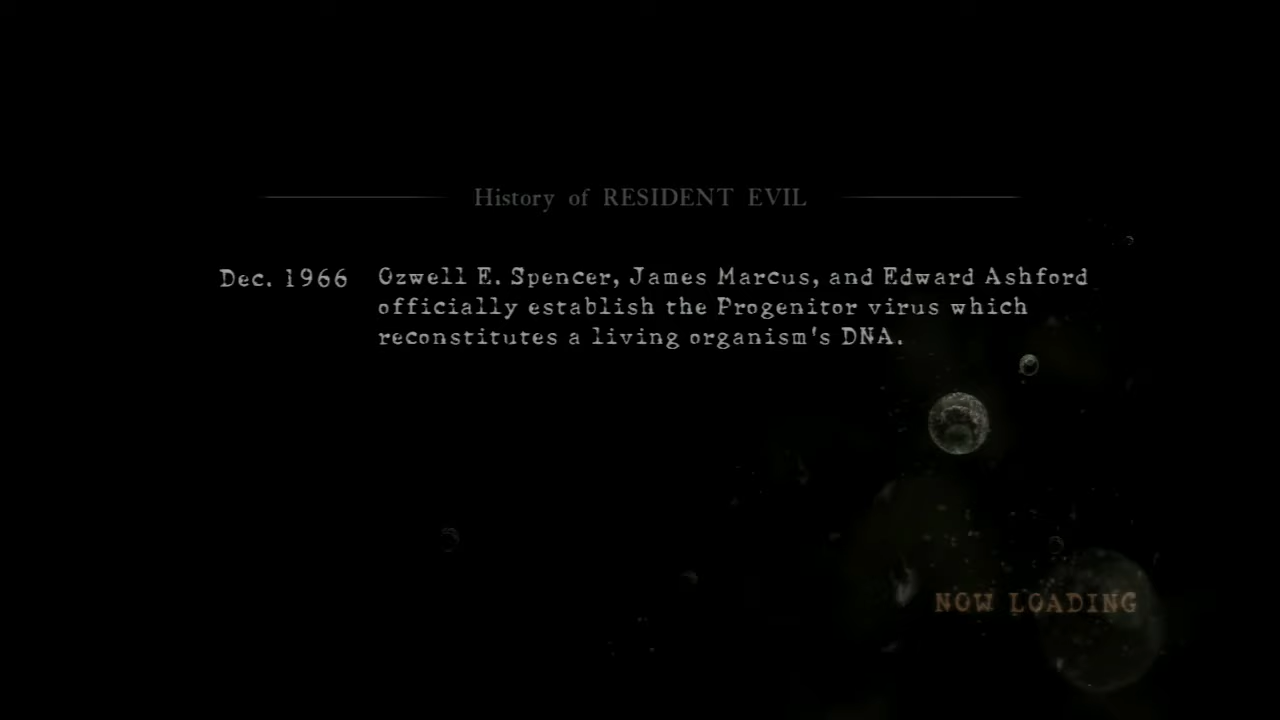 History of RESIDENT EVIL
Dec. 1966 Ozwell E. Spencer, James Marcus, and Edward Ashford
officially establish the Progenitor virus which
reconstitutes a living organism's DNA.
NOW LOADING